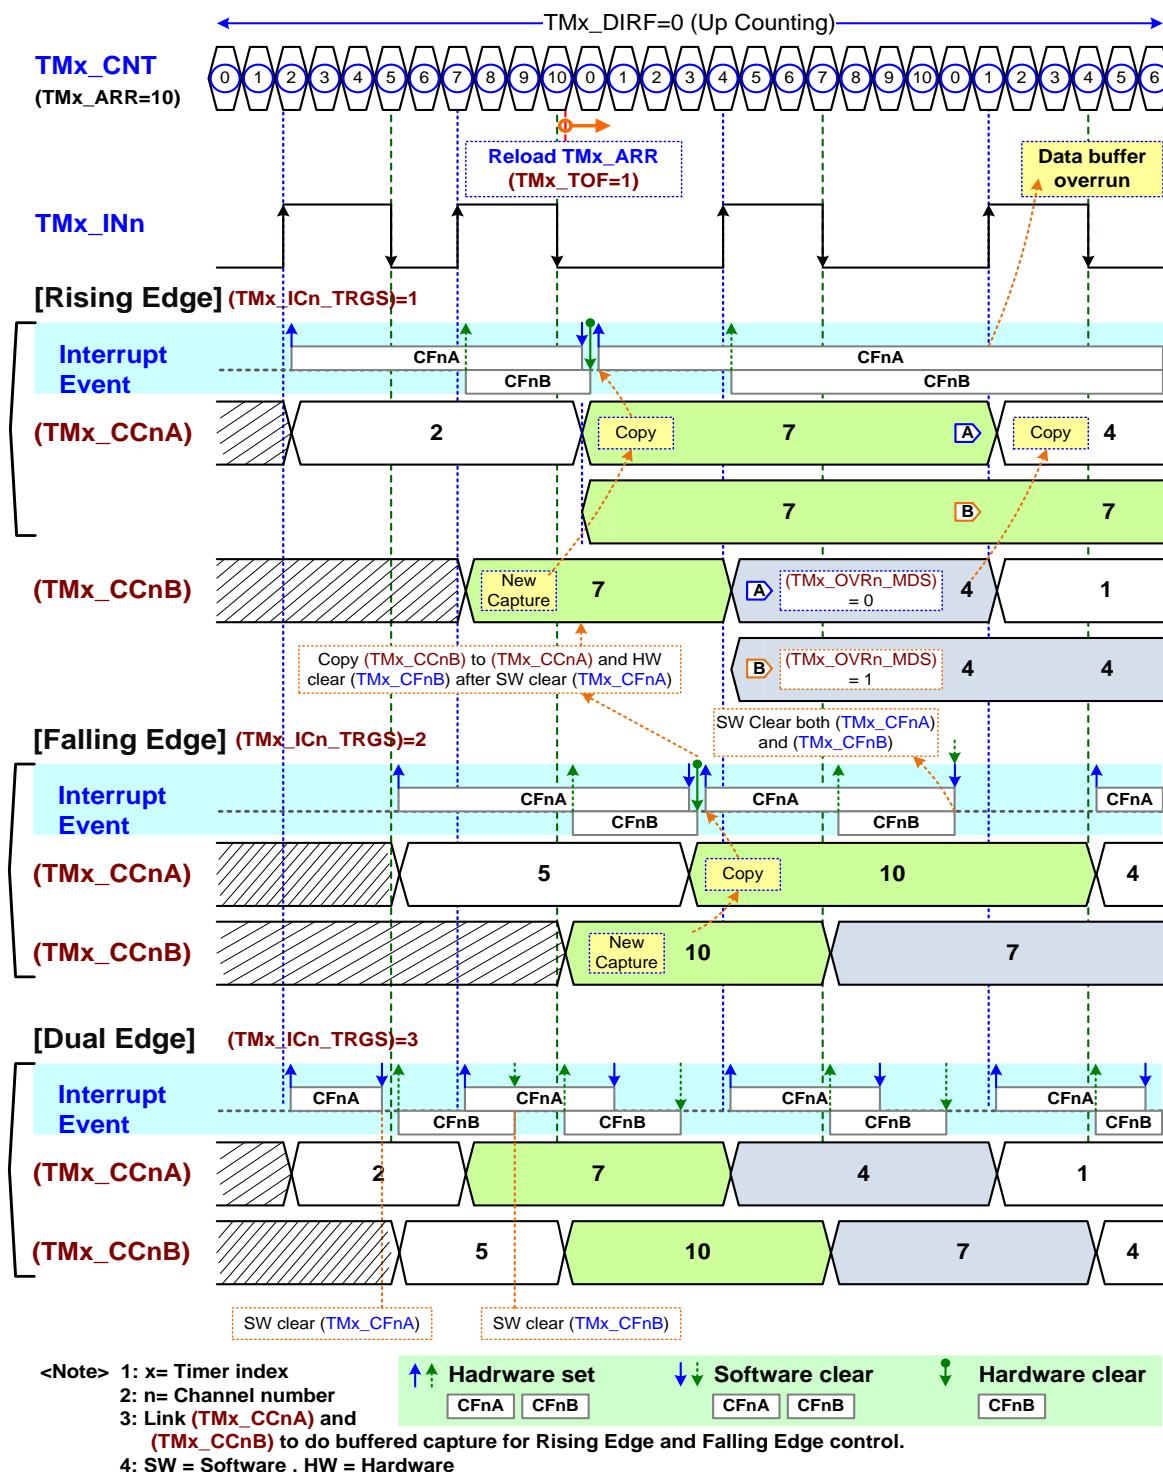 TMx_DIRF=0 (Up Counting)
TMx_CNT
(TMx_ARR=10)
0 1 2 3 4 5 6 7 8 9 10 0 1 2 3 4 5 6 7 8 9 10 0 1 2 3 4 5 6
Reload TMx_ARR
(TMx_TOF=1)
Data buffer
overrun
TMx_INn
[Rising Edge] (TMx_ICn_TRGS)=1
Interrupt
Event
CFnA CFnA
CFnB CFnB
(TMx_CCnA)
2 Copy 7 A Copy 4
7 B 7
(TMx_CCnB)
New
Capture
7 A (TMx_OVRn_MDS)
= 0
4 1
B (TMx_OVRn_MDS)
= 1
4 4
Copy (TMx_CCnB) to (TMx_CCnA) and HW
clear (TMx_CFnB) after SW clear (TMx_CFnA)
SW Clear both (TMx_CFnA)
and (TMx_CFnB)
[Falling Edge] (TMx_ICn_TRGS)=2
Interrupt
Event
CFnA CFnA CFnA
CFnB CFnB
(TMx_CCnA)
5 Copy 10 4
(TMx_CCnB)
New
Capture
10 7
[Dual Edge] (TMx_ICn_TRGS)=3
Interrupt
Event
CFnA CFnA CFnA CFnA
CFnB CFnB CFnB CFnB
(TMx_CCnA)
2 7 4 1
(TMx_CCnB)
5 10 7 4
SW clear (TMx_CFnA)
SW clear (TMx_CFnB)
<Note> 1: x= Timer index
2: n= Channel number
3: Link (TMx_CCnA) and
(TMx_CCnB) to do buffered capture for Rising Edge and Falling Edge control.
4: SW = Software , HW = Hardware
Hadrware set
CFnA CFnB
Software clear
CFnA CFnB
Hardware clear
CFnB